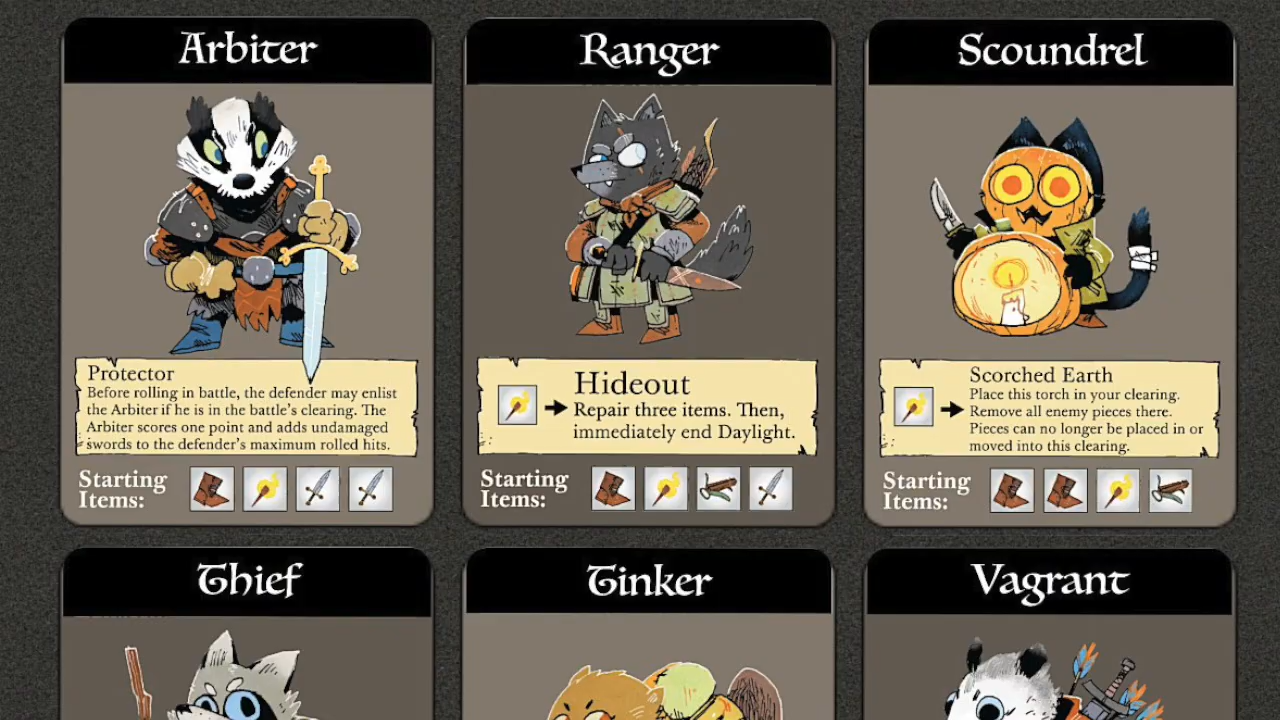 Arbiter
Protector
Before rolling in battle, the defender may enlist
the Arbiter if he is in the battle's clearing. The
Arbiter scores one point and adds undamaged
swords to the defender's maximum rolled hits.
Starting
Items:
Ranger
Hideout
Repair three items. Then,
immediately end Daylight.
Starting
Items:
Scoundrel
Scorched Earth
Place this torch in your clearing.
Remove all enemy pieces there.
Pieces can no longer be placed in or
moved into this clearing.
Starting
Items:
Thief
Tinker
Vagrant